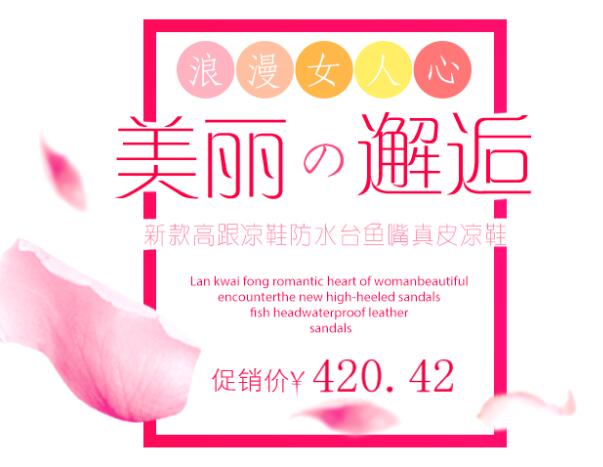 浪漫女人心
美丽の邂逅
新款高跟凉鞋防水台鱼嘴真皮凉鞋
Lan kwai fong romantic heart of womanbeautiful
encounterthe new high-heeled sandals
fish headwaterproof leather
sandals
促销价¥ 420.42